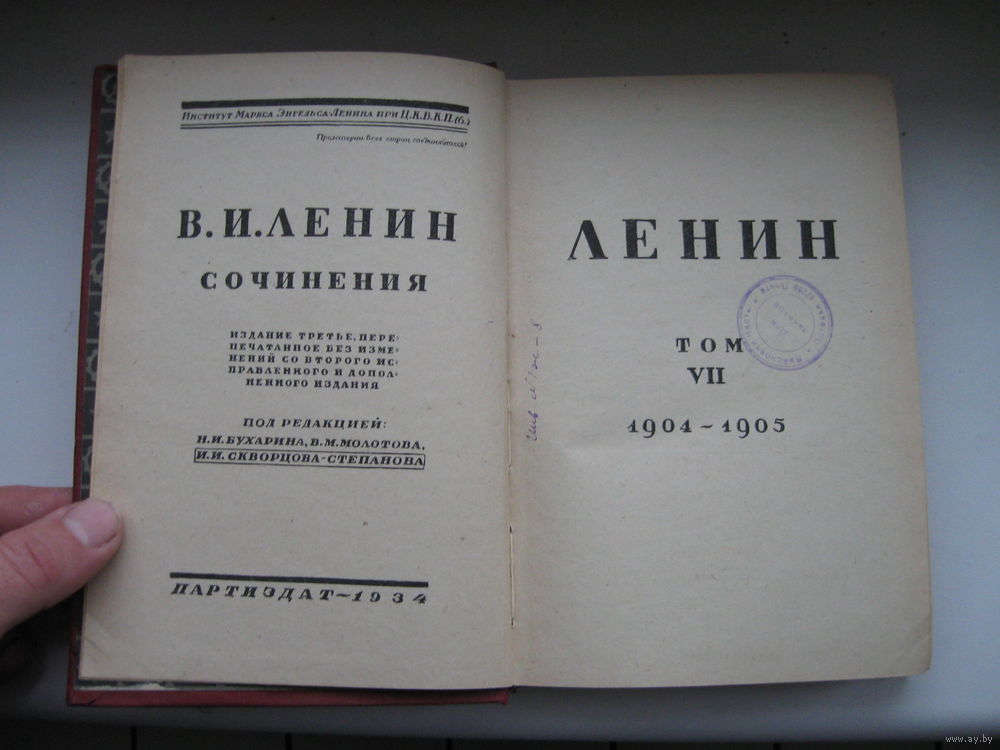 Институт Маркса Энгельса-Ленина при Ц.К.В.К.П.(б.)
Пролетарии всех стран, соединяйтесь!
В. И. ЛЕНИН
СОЧИНЕНИЯ
ИЗДАНИЕ ТРЕТЬЕ, ПЕРЕ-
ПЕЧАТАННОЕ БЕЗ ИЗМЕ-
НЕНИЙ СО ВТОРОГО ИС-
ПРАВЛЕННОГО И ДОПОЛ-
НЕННОГО ИЗДАНИЯ
ПОД РЕДАКЦИЕЙ:
Н. И. БУХАРИНА, В. М. МОЛОТОВА,
И. И. СКВОРЦОВА-СТЕПАНОВА
ПАРТИЗДАТ–1934
ЛЕНИН
ТОМ
VII
1904–1905
www.ay.by